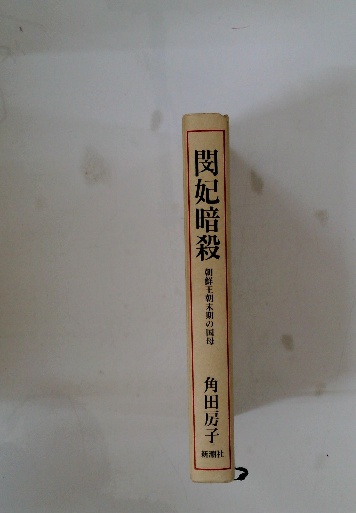 閔妃暗殺
朝鮮王朝末期の国母
角田房子
新潮社